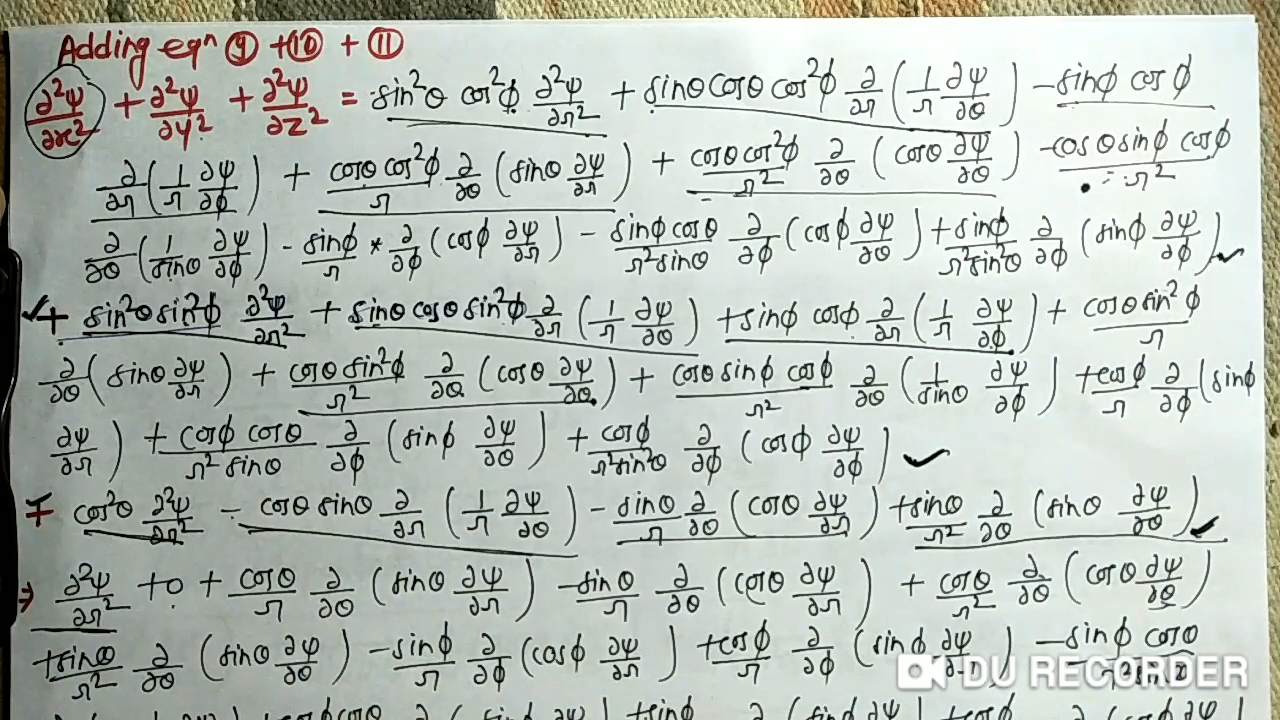 Adding eqn ⑨ + ⑩ + ⑪
∂²ψ/∂x² + ∂²ψ/∂y² + ∂²ψ/∂z² = sin²θ cos²φ ∂²ψ/∂r² + sinθ cosθ cos²φ ∂/∂r (1/r ∂ψ/∂θ) - sinφ cosφ
∂/∂r (1/r ∂ψ/∂φ) + cosθ cos²φ/r ∂/∂θ (sinθ ∂ψ/∂r) + cosθ cos²φ/r² ∂/∂θ (cosθ ∂ψ/∂θ) - cosθ sinφ cosφ/r²
∂/∂θ (1/sinθ ∂ψ/∂φ) - sinφ/r * ∂/∂φ (cosφ ∂ψ/∂r) - sinφ cosθ/r² sinθ ∂/∂φ (cosφ ∂ψ/∂θ) + sinφ/r² sin²θ ∂/∂φ (sinφ ∂ψ/∂φ) ✓
✓ + sin²θ sin²φ ∂²ψ/∂r² + sinθ cosθ sin²φ ∂/∂r (1/r ∂ψ/∂θ) + sinφ cosφ ∂/∂r (1/r ∂ψ/∂φ) + cosθ sin²φ/r
∂/∂θ (sinθ ∂ψ/∂r) + cosθ sin²φ/r² ∂/∂θ (cosθ ∂ψ/∂θ) + cosθ sinφ cosφ/r² ∂/∂θ (1/sinθ ∂ψ/∂φ) + cosφ/r ∂/∂φ (sinφ
∂ψ/∂r) + cosφ cosθ/r² sinθ ∂/∂φ (sinφ ∂ψ/∂θ) + cosφ/r² sin²θ ∂/∂φ (cosφ ∂ψ/∂φ) ✓
+ cos²θ ∂²ψ/∂r² - cosθ sinθ ∂/∂r (1/r ∂ψ/∂θ) - sinθ/r ∂/∂θ (cosθ ∂ψ/∂r) + sinθ/r² ∂/∂θ (sinθ ∂ψ/∂θ) ✓
⇒ ∂²ψ/∂r² + 0 + cosθ/r ∂/∂θ (sinθ ∂ψ/∂r) - sinθ/r ∂/∂θ (cosθ ∂ψ/∂r) + cosθ/r² ∂/∂θ (cosθ ∂ψ/∂θ)
+ sinθ/r² ∂/∂θ (sinθ ∂ψ/∂θ) - sinφ/r ∂/∂φ (cosφ ∂ψ/∂r) + cosφ/r ∂/∂φ (sinφ ∂ψ/∂r) - sinφ cosθ
DU RECORDER